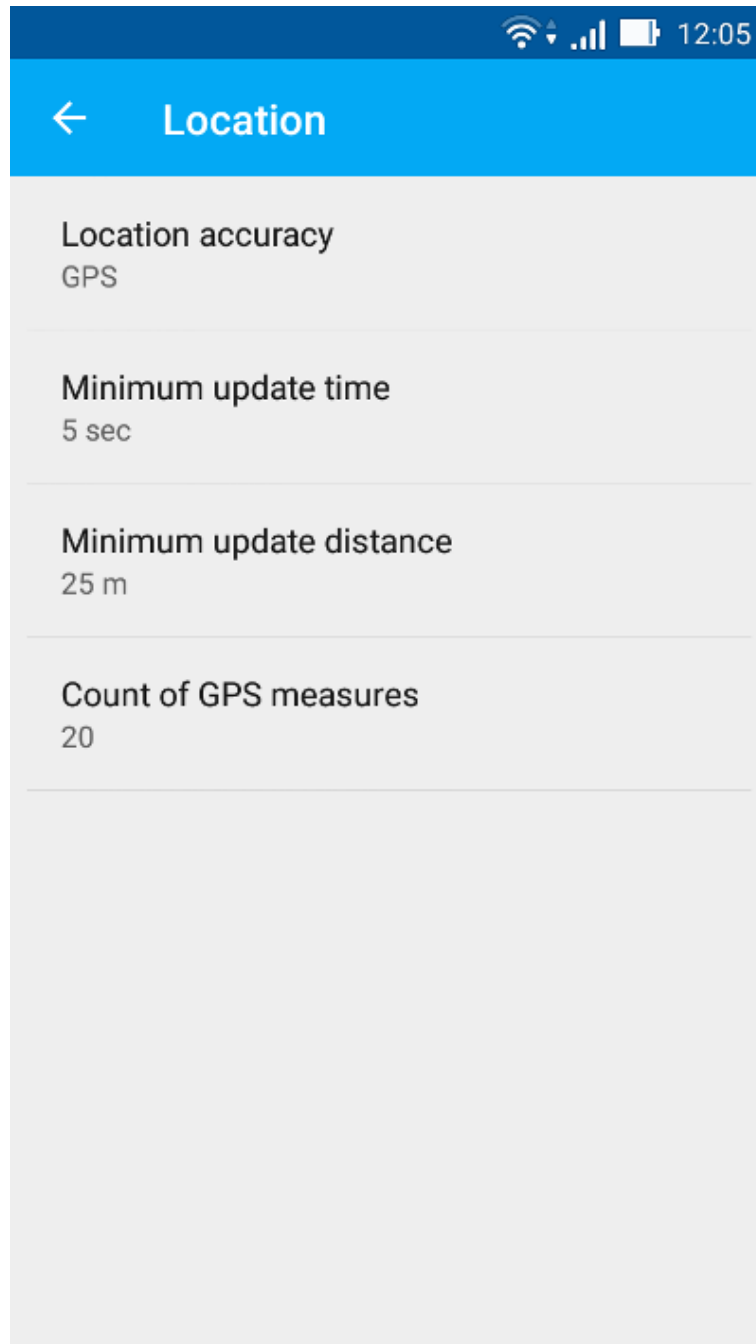 12:05
Location
Location accuracy
GPS
Minimum update time
5 sec
Minimum update distance
25 m
Count of GPS measures
20